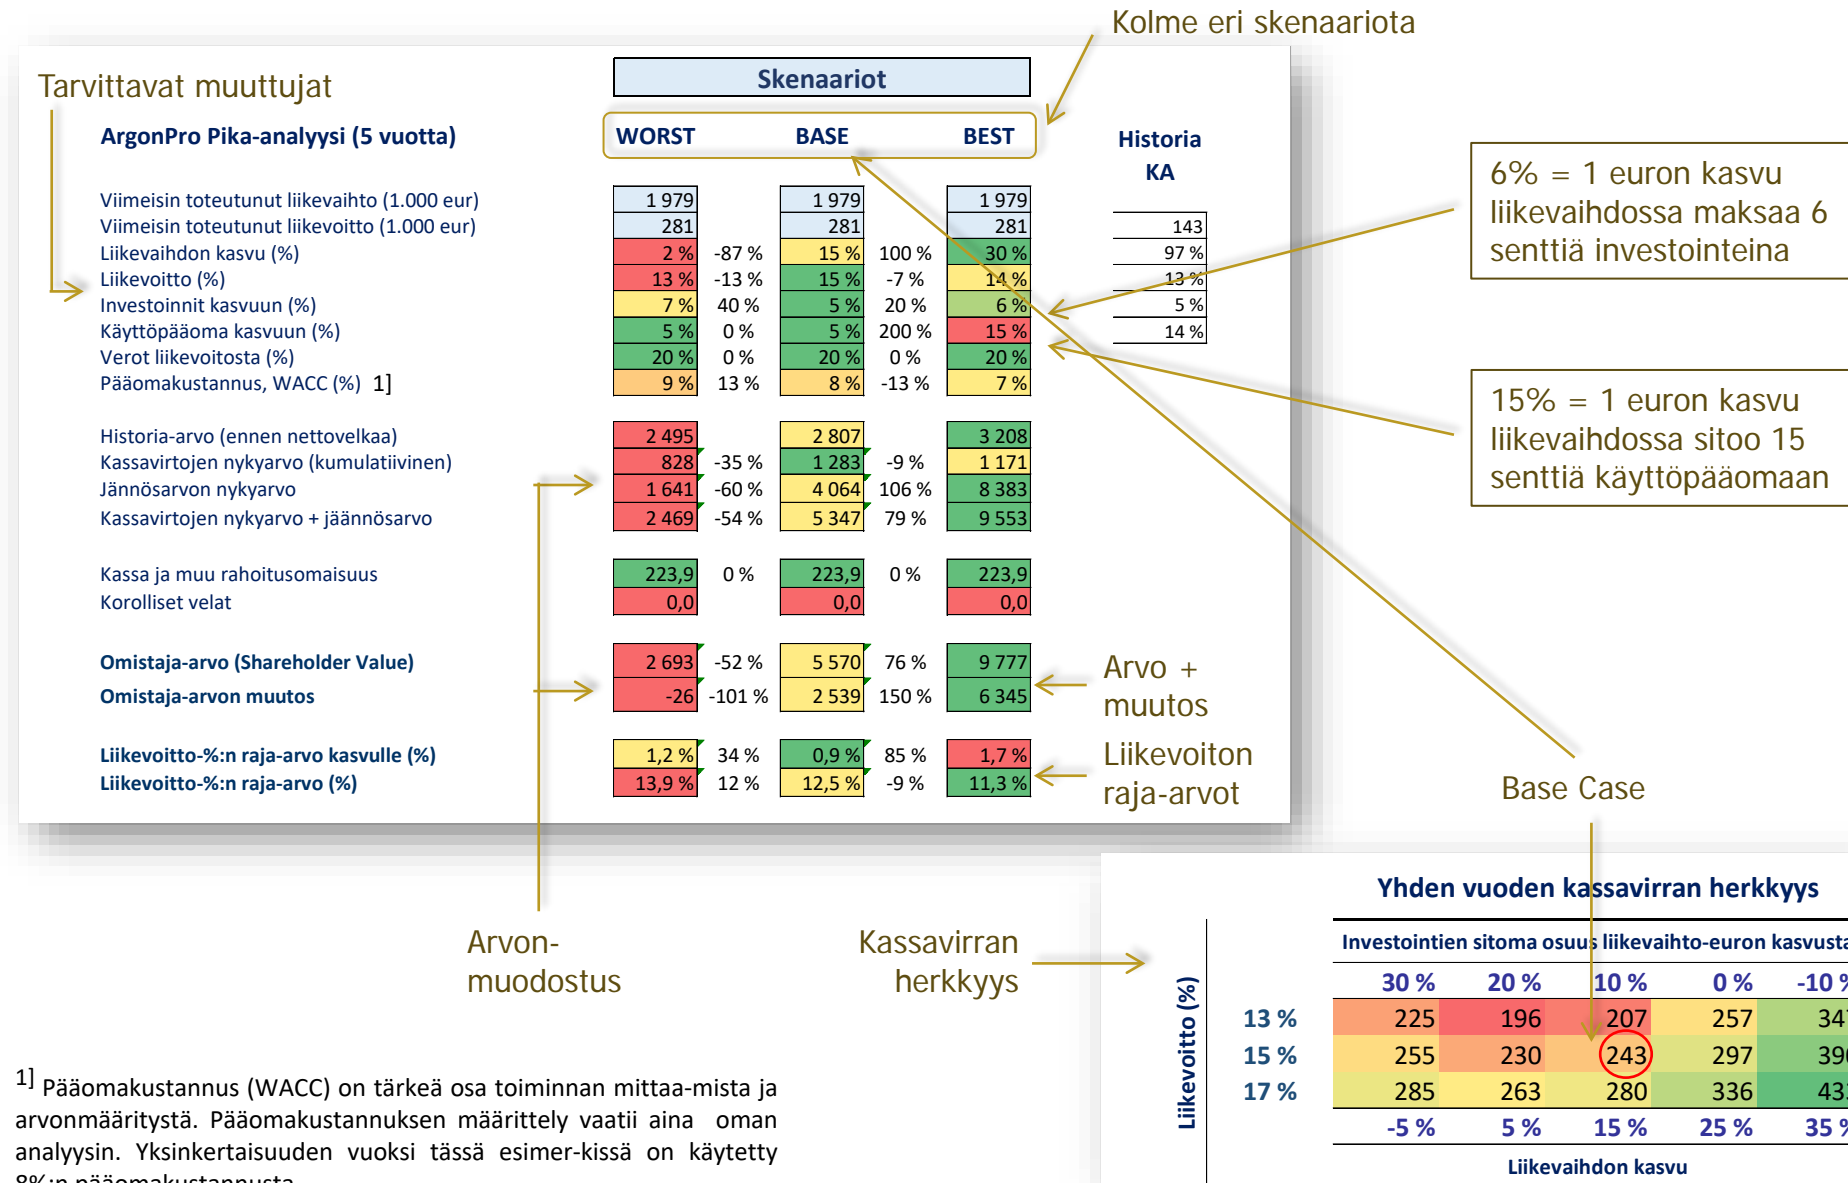 Kolme eri skenaariota
Tarvittavat muuttujat
Skenaariot
ArgonPro Pika-analyysi (5 vuotta) WORST BASE BEST Historia
KA
Viimeisin toteutunut liikevaihto (1.000 eur) 1 979 1 979 1 979
Viimeisin toteutunut liikevoitto (1.000 eur) 281 281 281 143
Liikevaihdon kasvu (%) 2 % -87 % 15 % 100 % 30 % 97 %
Liikevoitto (%) 13 % -13 % 15 % -7 % 14 % 13 %
Investoinnit kasvuun (%) 7 % 40 % 5 % 20 % 6 % 5 %
Käyttöpääoma kasvuun (%) 5 % 0 % 5 % 200 % 15 % 14 %
Verot liikevoitosta (%) 20 % 0 % 20 % 0 % 20 %
Pääomakustannus, WACC (%) 1] 9 % 13 % 8 % -13 % 7 %
Historia-arvo (ennen nettovelkaa) 2 495 2 807 3 208
Kassavirtojen nykyarvo (kumulatiivinen) 828 -35 % 1 283 -9 % 1 171
Jännösarvon nykyarvo 1 641 -60 % 4 064 106 % 8 383
Kassavirtojen nykyarvo + jäännösarvo 2 469 -54 % 5 347 79 % 9 553
Kassa ja muu rahoitusomaisuus 223,9 0 % 223,9 0 % 223,9
Korolliset velat 0,0 0,0 0,0
Omistaja-arvo (Shareholder Value) 2 693 -52 % 5 570 76 % 9 777
Omistaja-arvon muutos -26 -101 % 2 539 150 % 6 345
Liikevoitto-%:n raja-arvo kasvulle (%) 1,2 % 34 % 0,9 % 85 % 1,7 %
Liikevoitto-%:n raja-arvo (%) 13,9 % 12 % 12,5 % -9 % 11,3 %
6% = 1 euron kasvu
liikevaihdossa maksaa 6
senttiä investointeina
15% = 1 euron kasvu
liikevaihdossa sitoo 15
senttiä käyttöpääomaan
Arvo +
muutos
Liikevoiton
raja-arvot
Base Case
Arvon-
muodostus
Kassavirran
herkkyys
Yhden vuoden kassavirran herkkyys
Investointien sitoma osuus liikevaihto-euron kasvusta
30 % 20 % 10 % 0 % -10 %
Liikevoitto (%)
13 % 225 196 207 257 347
15 % 255 230 243 297
17 % 285 263 280 336
-5 % 5 % 15 % 25 % 35 %
Liikevaihdon kasvu
1] Pääomakustannus (WACC) on tärkeä osa toiminnan mittaa-mista ja
arvonmääritystä. Pääomakustannuksen määrittely vaatii aina oman
analyysin. Yksinkertaisuuden vuoksi tässä esimer-kissä on käytetty
8%:n pääomakustannusta